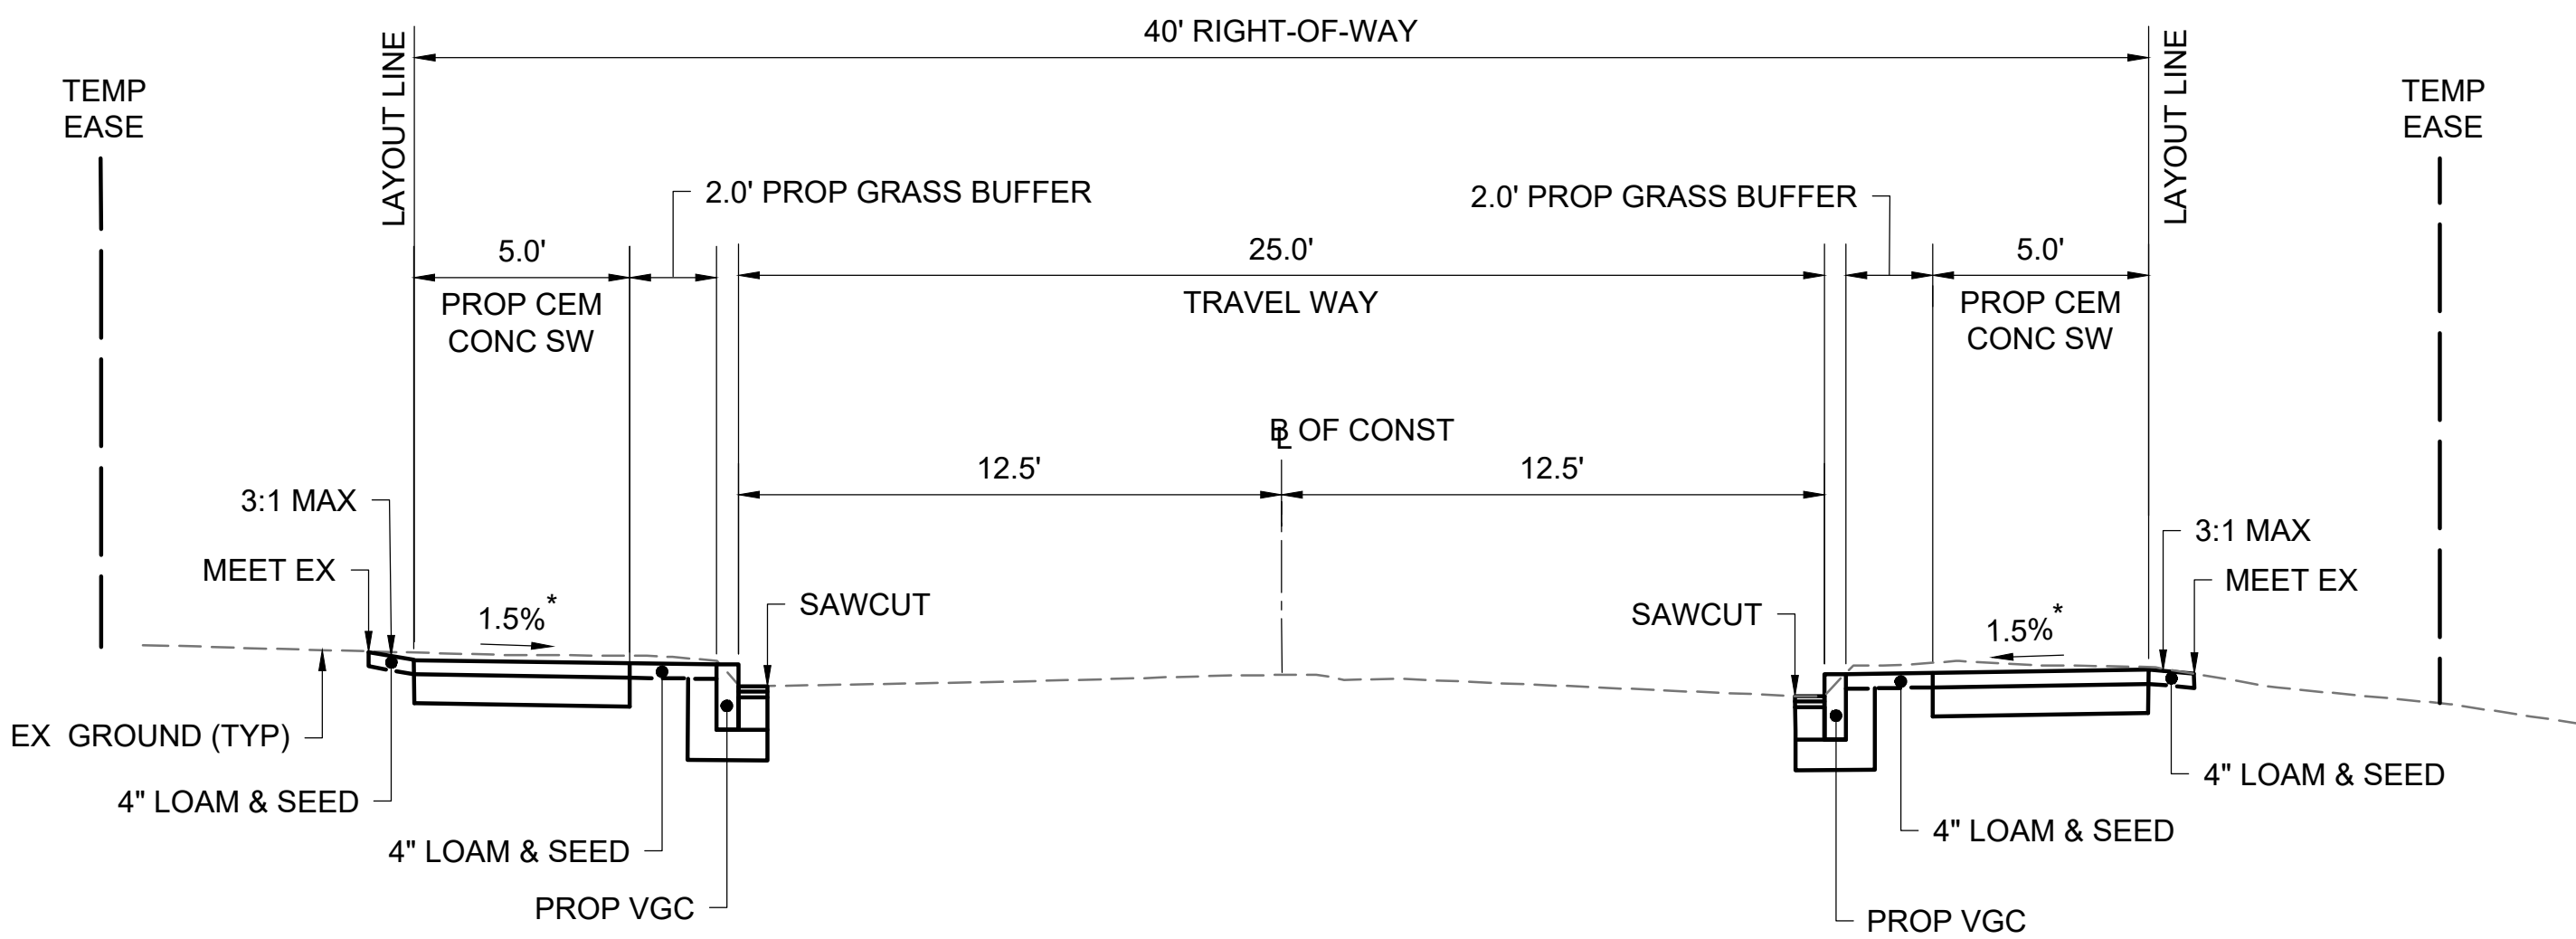 40' RIGHT-OF-WAY
LAYOUT LINE
LAYOUT LINE
TEMP
EASE
TEMP
EASE
2.0' PROP GRASS BUFFER
2.0' PROP GRASS BUFFER
5.0'
25.0'
5.0'
PROP CEM
CONC SW
TRAVEL WAY
PROP CEM
CONC SW
BL OF CONST
12.5'
12.5'
3:1 MAX
3:1 MAX
MEET EX
MEET EX
1.5%*
SAWCUT
SAWCUT
1.5%*
EX GROUND (TYP)
4" LOAM & SEED
4" LOAM & SEED
4" LOAM & SEED
4" LOAM & SEED
PROP VGC
PROP VGC